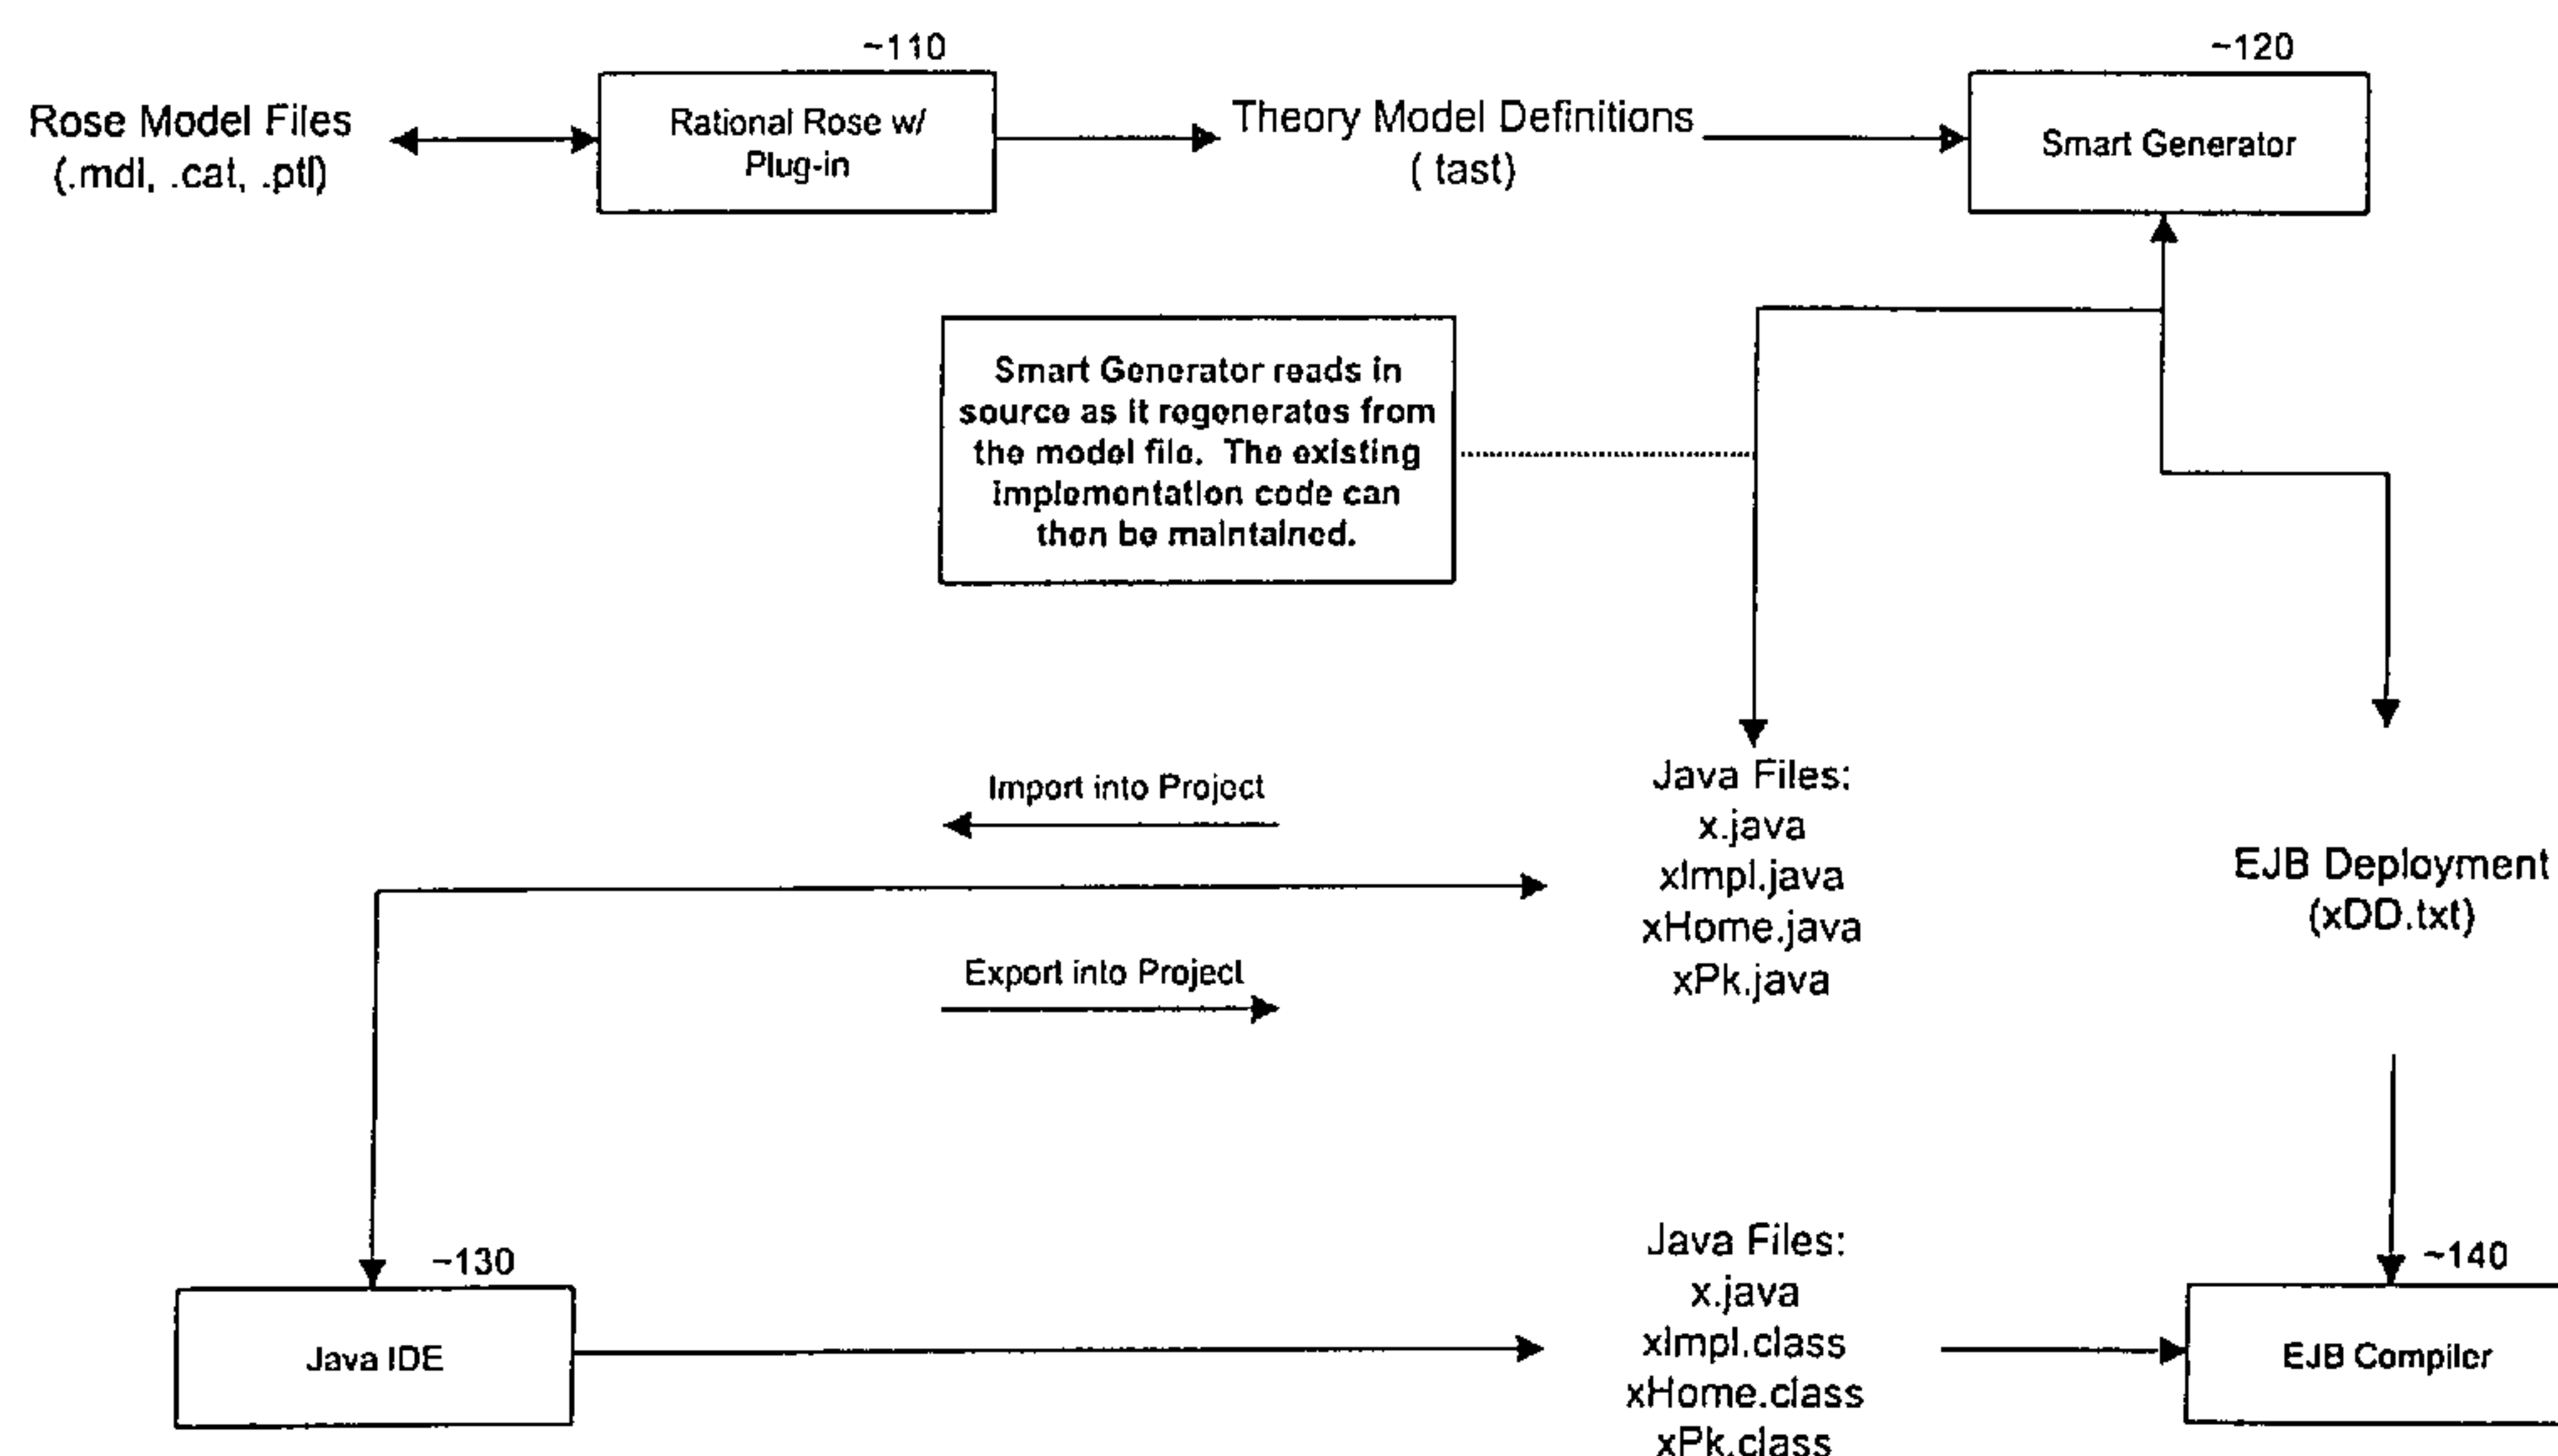 ~110
~120
Rose Model Files
(.mdl, .cat, .ptl)
Rational Rose w/
Plug-in
Theory Model Definitions
( tast)
Smart Generator
Smart Generator reads in
source as it regenerates from
the model file. The existing
implementation code can
then be maintained.
Import into Project
Export into Project
Java Files:
x.java
xImpl.java
xHome.java
xPk.java
EJB Deployment
(xDD.txt)
~130
Java IDE
Java Files:
x.java
xImpl.class
xHome.class
xPk.class
~140
EJB Compiler